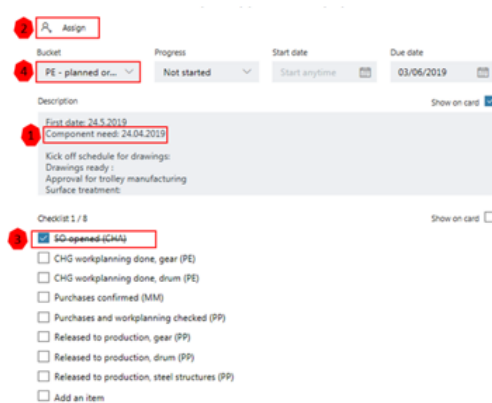 2 Assign
Bucket Progress Start date Due date
4 PE - planned or... Not started Start anytime 03/06/2019
Description Show on card
First date: 24.5.2019
1 Component need: 24.04.2019
Kick off schedule for drawings:
Drawings ready :
Approval for trolley manufacturing
Surface treatment:
Checklist 1 / 8 Show on card
3 SO opened (CHA)
CHG workplanning done, gear (PE)
CHG workplanning done, drum (PE)
Purchases confirmed (MM)
Purchases and workplanning checked (PP)
Released to production, gear (PP)
Released to production, drum (PP)
Released to production, steel structures (PP)
Add an item